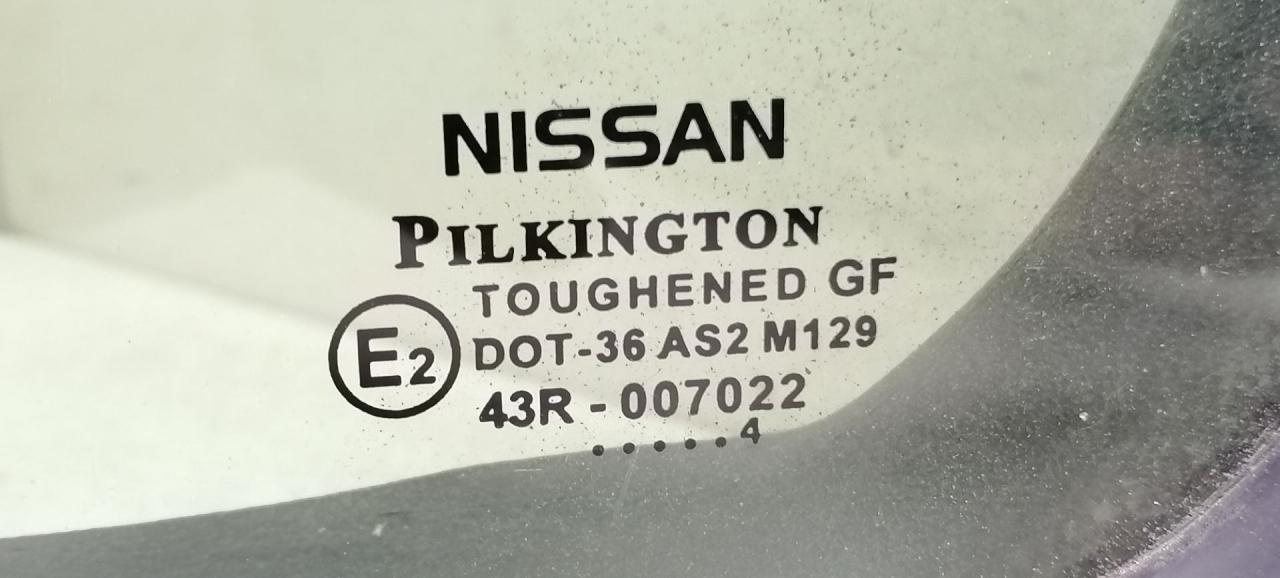 NISSAN
PILKINGTON
TOUGHENED GF
E2 DOT-36 AS2 M129
43R - 007022
.....4